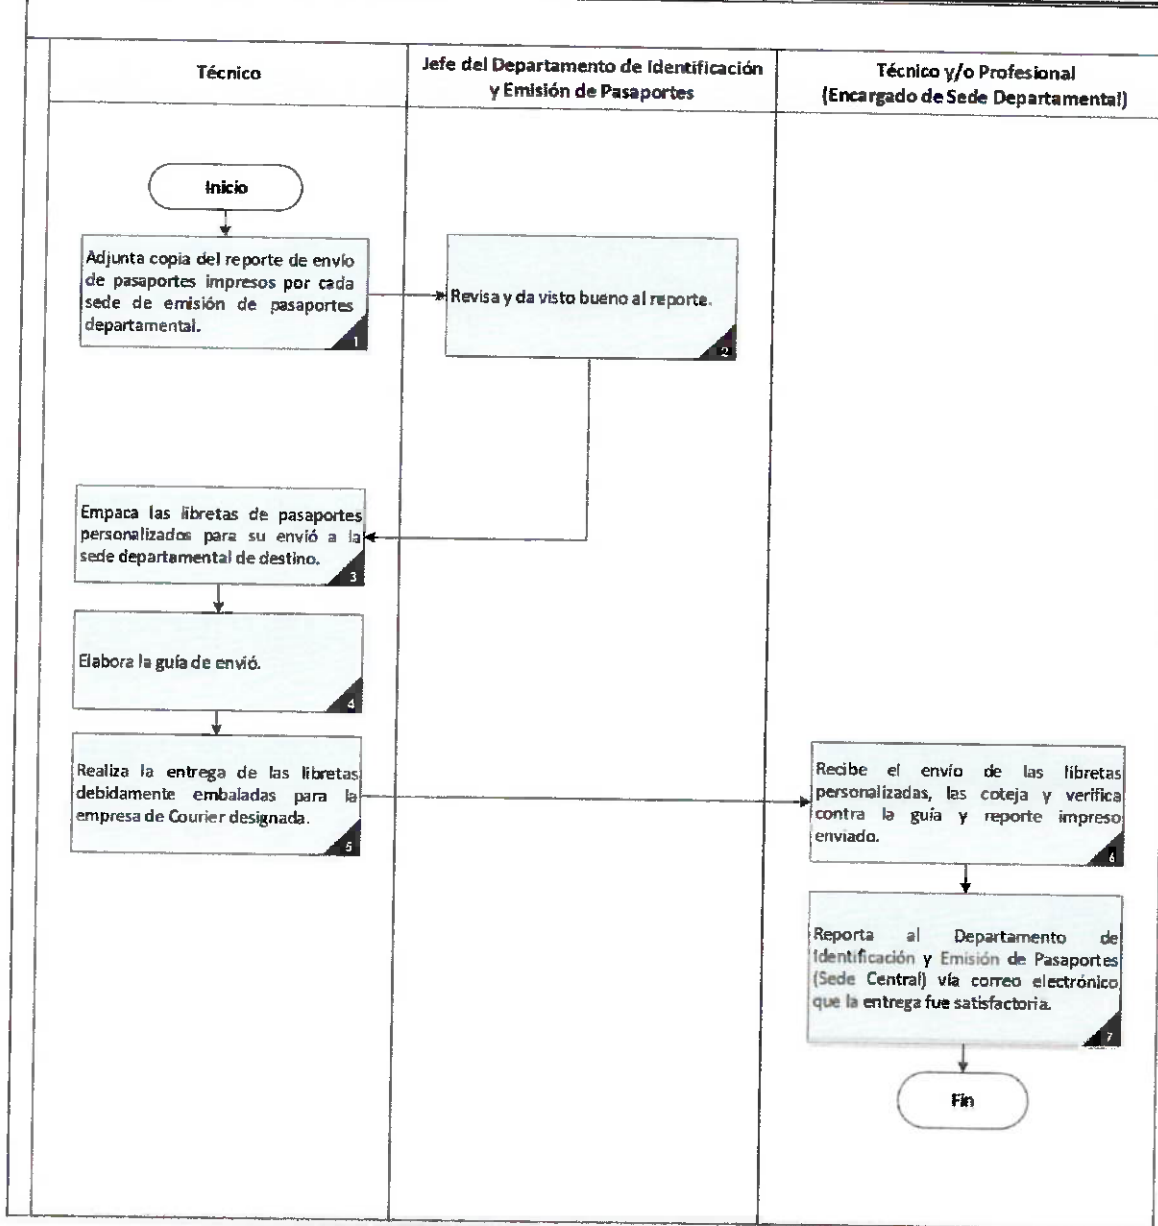 Técnico
Jefe del Departamento de Identificación
y Emisión de Pasaportes
Técnico y/o Profesional
(Encargado de Sede Departamental)
Inicio
Adjunta copia del reporte de envío
de pasaportes impresos por cada
sede de emisión de pasaportes
departamental.
1
Revisa y da visto bueno al reporte.
2
Empaca las libretas de pasaportes
personalizados para su envió a la
sede departamental de destino.
3
Elabora la guía de envió.
4
Realiza la entrega de las libretas
debidamente embaladas para la
empresa de Courier designada.
5
Recibe el envío de las libretas
personalizadas, las coteja y verifica
contra la guía y reporte impreso
enviado.
6
Reporta al Departamento de
Identificación y Emisión de Pasaportes
(Sede Central) vía correo electrónico
que la entrega fue satisfactoria.
7
Fin